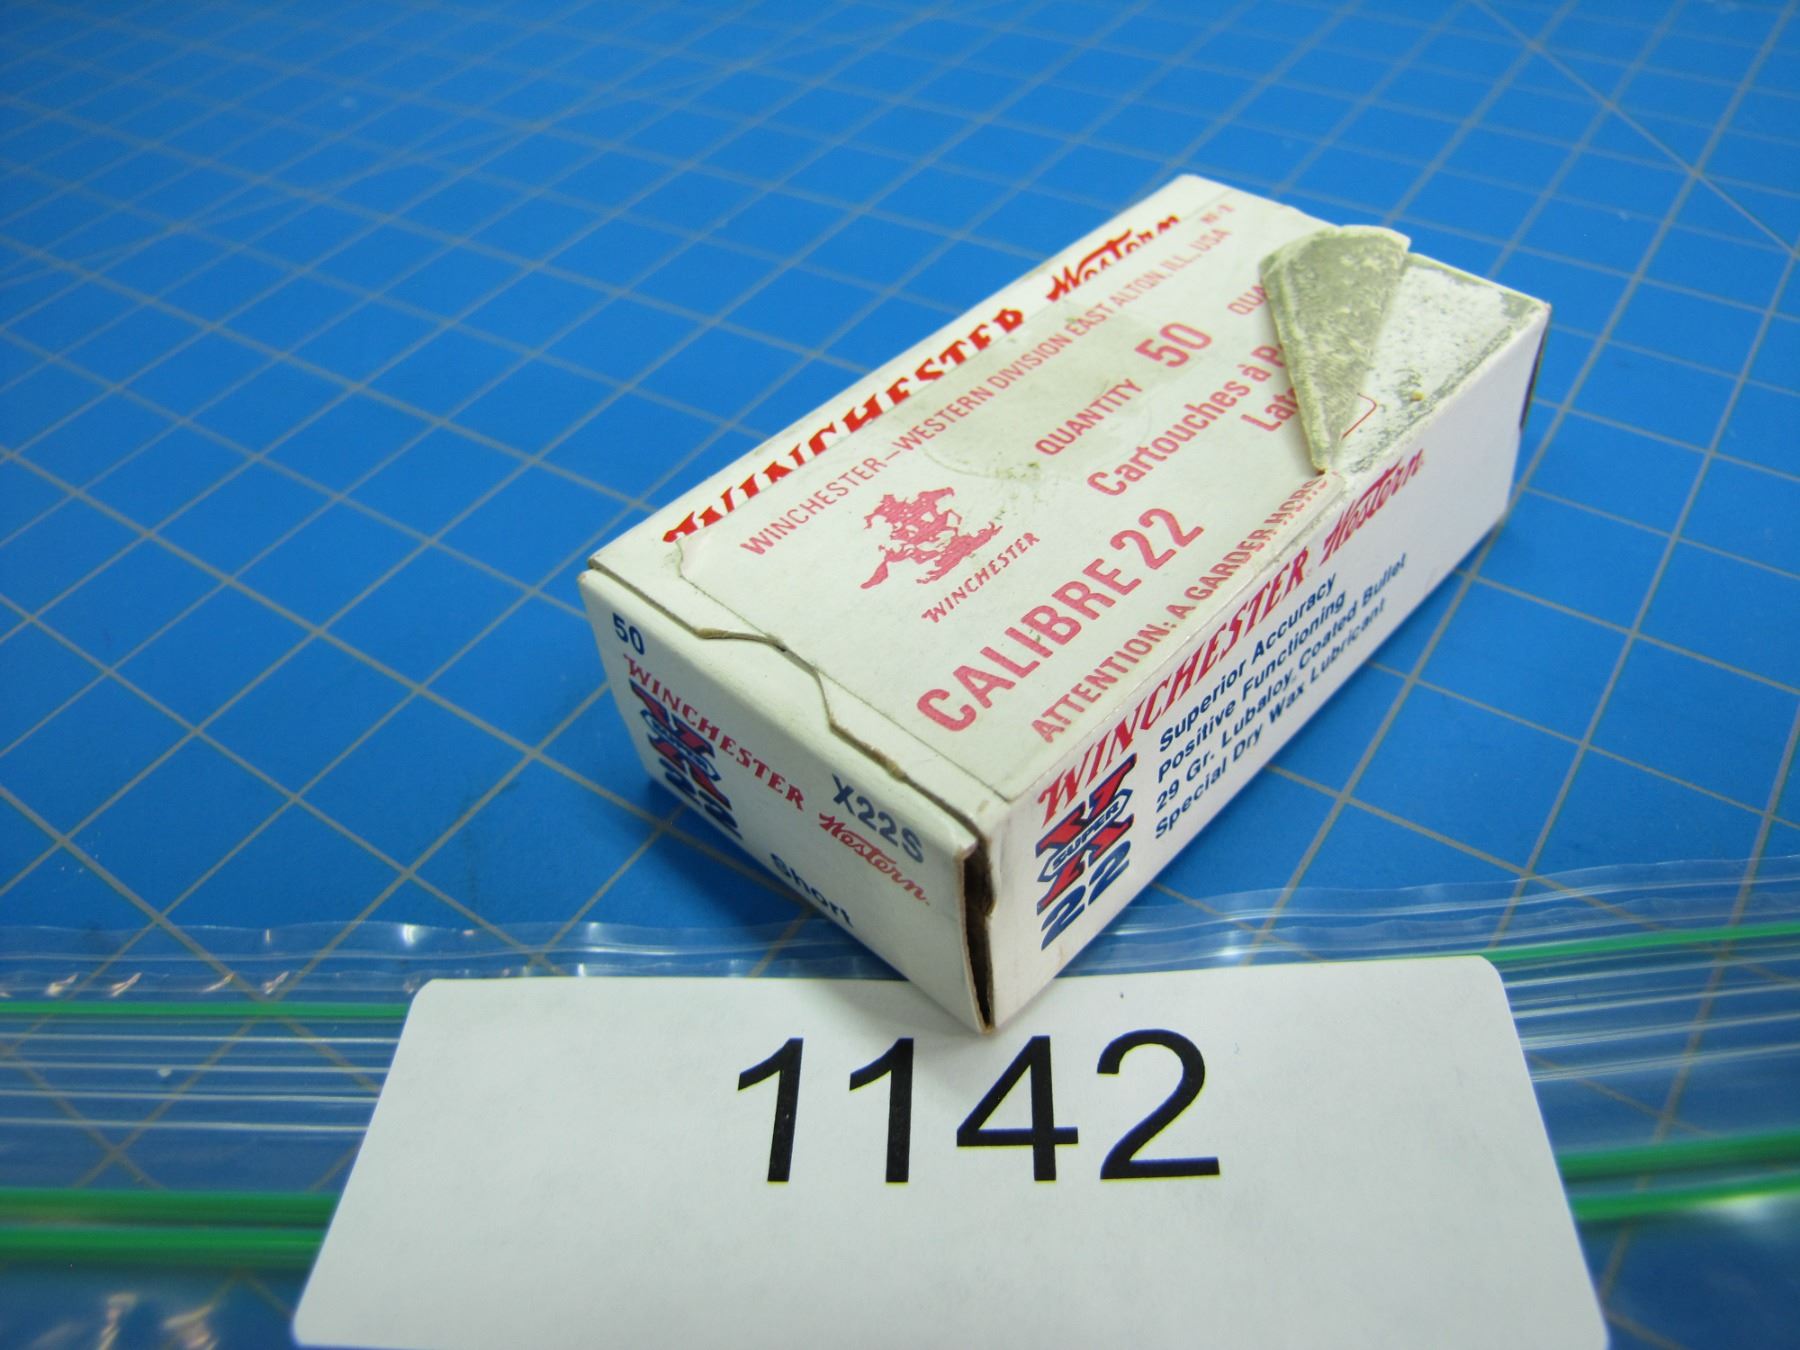 WINCHESTER Western
WINCHESTER-WESTERN DIVISION EAST ALTON, ILL., USA
QUANTITY 50
Cartouches à
WINCHESTER
CALIBRE 22
ATTENTION: A GARDER HORS
50
X22S
WINCHESTER Western
SUPER X
22
Short
WINCHESTER Western
SUPER X
22
Superior Accuracy
Positive Functioning
29 Gr. Lubaloy. Coated Bullet
Special Dry Wax Lubricant
1142